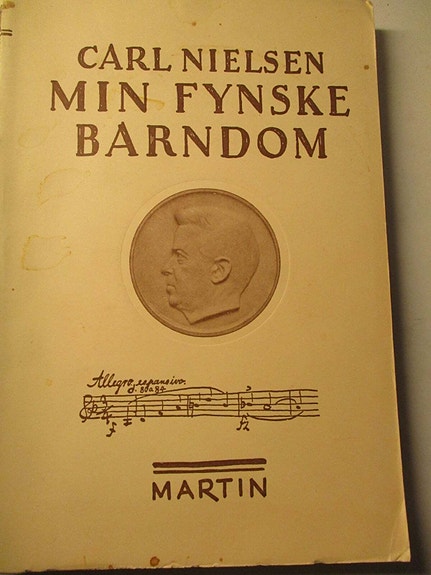 CARL NIELSEN
MIN FYNSKE
BARNDOM
Allegro espansivo.
MARTIN